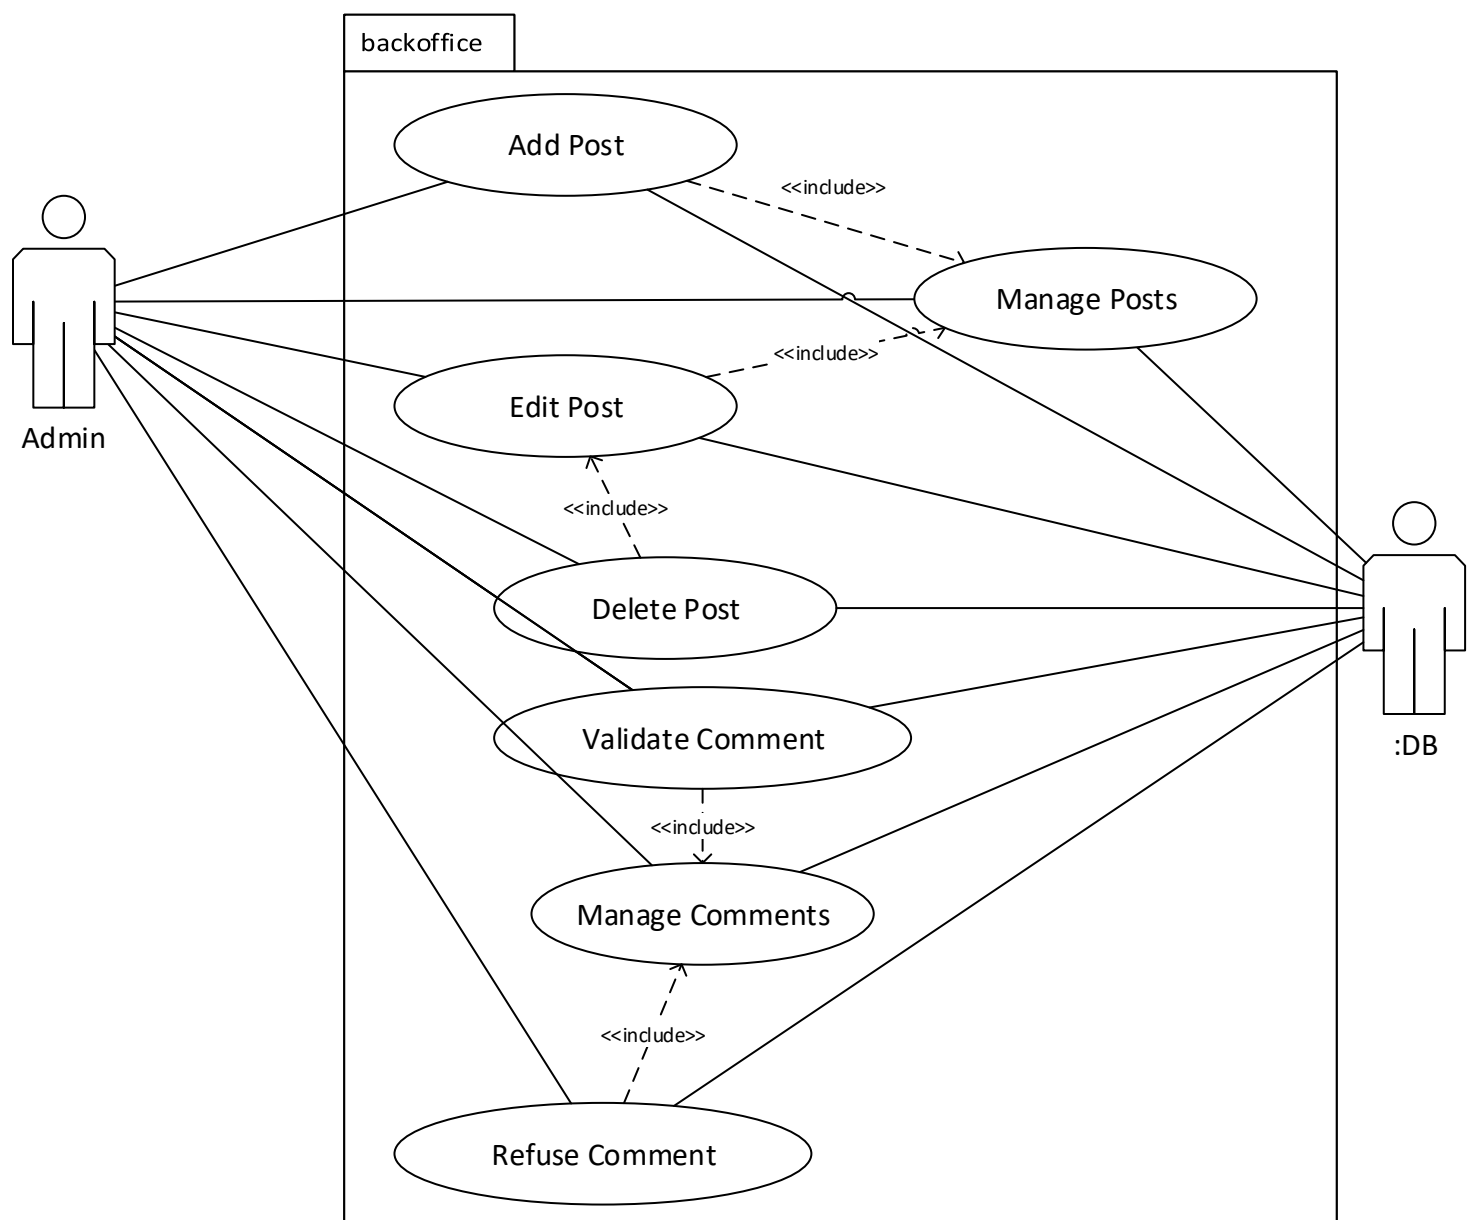 backoffice
Add Post
<<include>>
Manage Posts
<<include>>
Edit Post
Admin
<<include>>
Delete Post
Validate Comment
:DB
<<include>>
Manage Comments
<<include>>
Refuse Comment